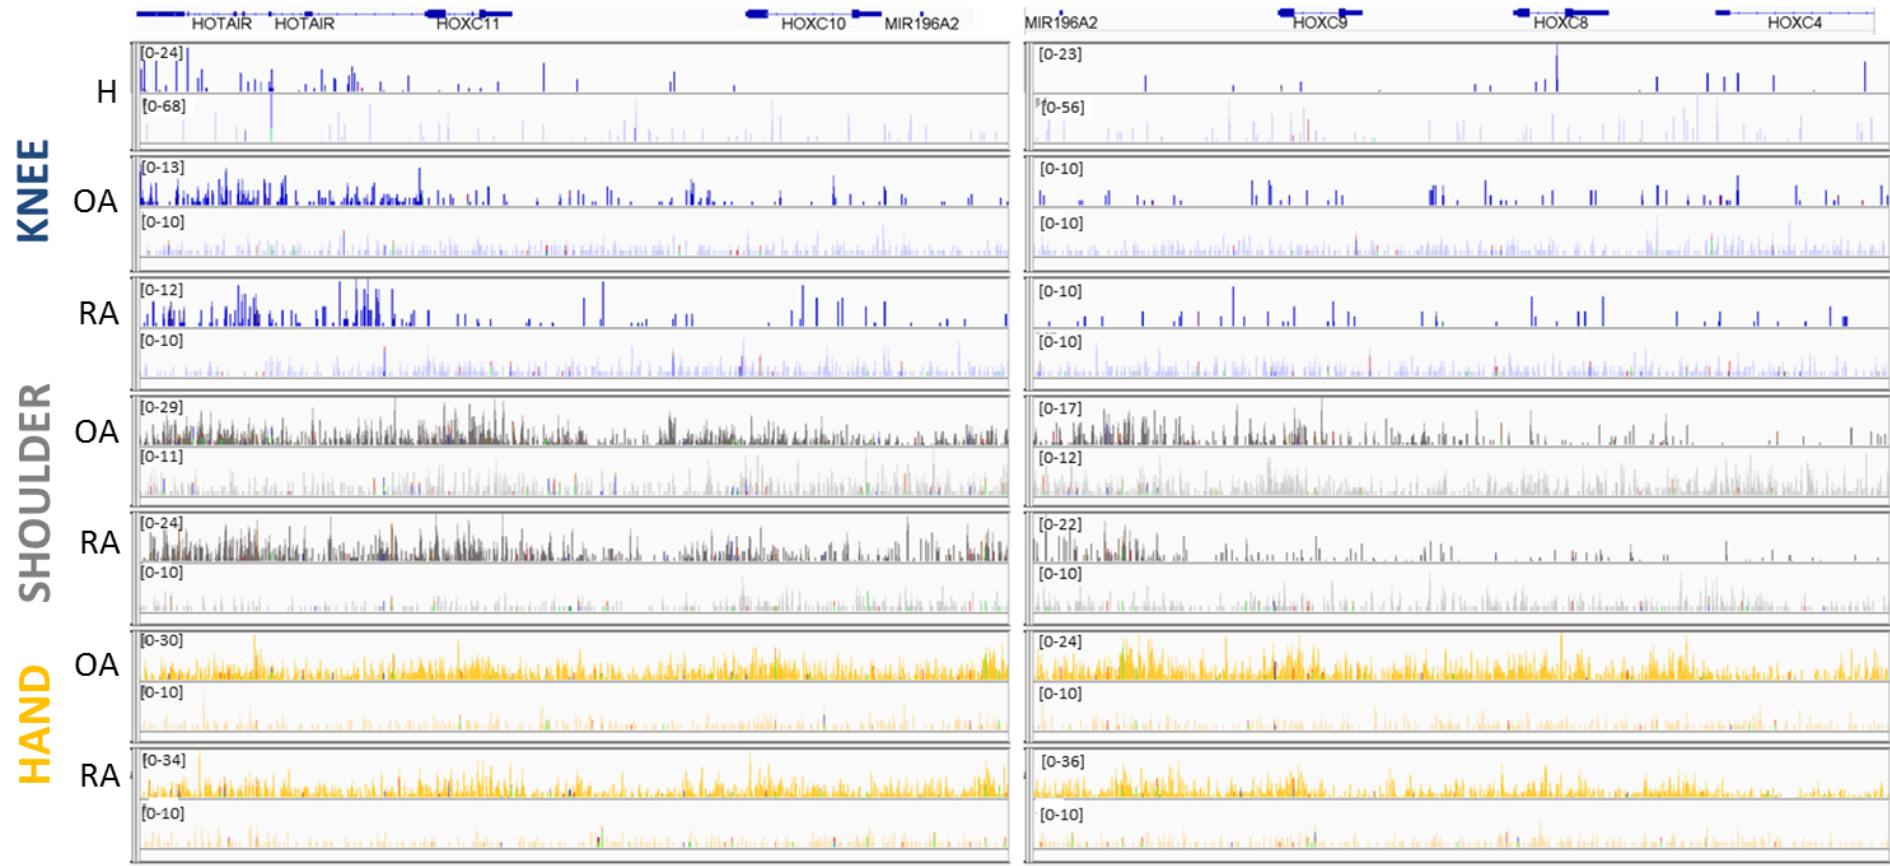 HOTAIR HOTAIR HOXC11 HOXC10 MIR196A2 MIR196A2 HOXC9 HOXC8 HOXC4
KNEE
H
[0-24] [0-23]
[0-68] [0-56]
OA
[0-13] [0-10]
[0-10] [0-10]
RA
[0-12] [0-10]
[0-10] [0-10]
SHOULDER
OA
[0-29] [0-17]
[0-11] [0-12]
RA
[0-24] [0-22]
[0-10] [0-10]
HAND
OA
[0-30] [0-24]
[0-10] [0-10]
RA
[0-34] [0-36]
[0-10] [0-10]